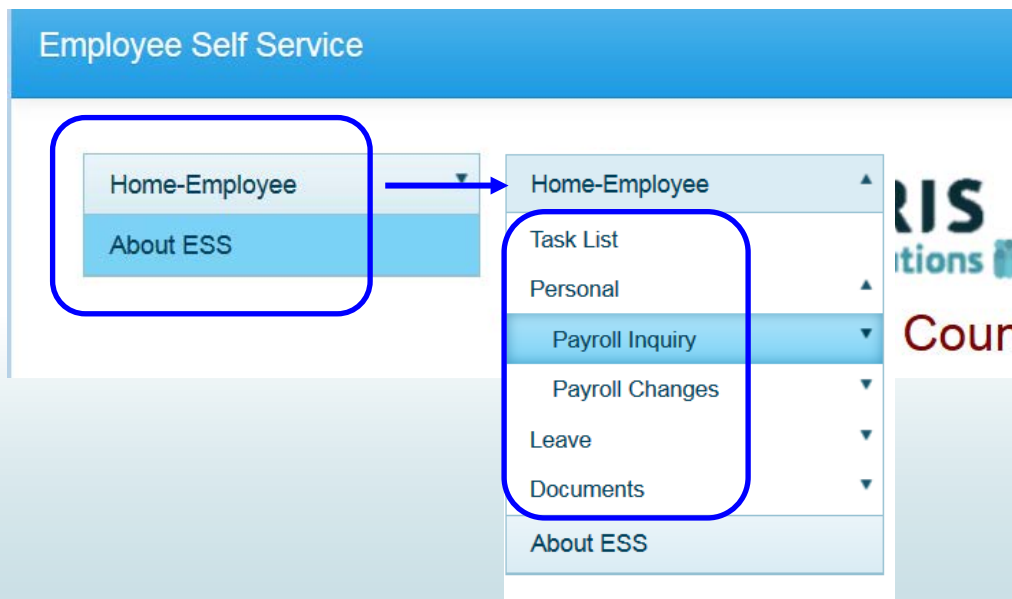 Employee Self Service
Home-Employee
About ESS
Home-Employee
Task List
Personal
Payroll Inquiry
Payroll Changes
Leave
Documents
About ESS